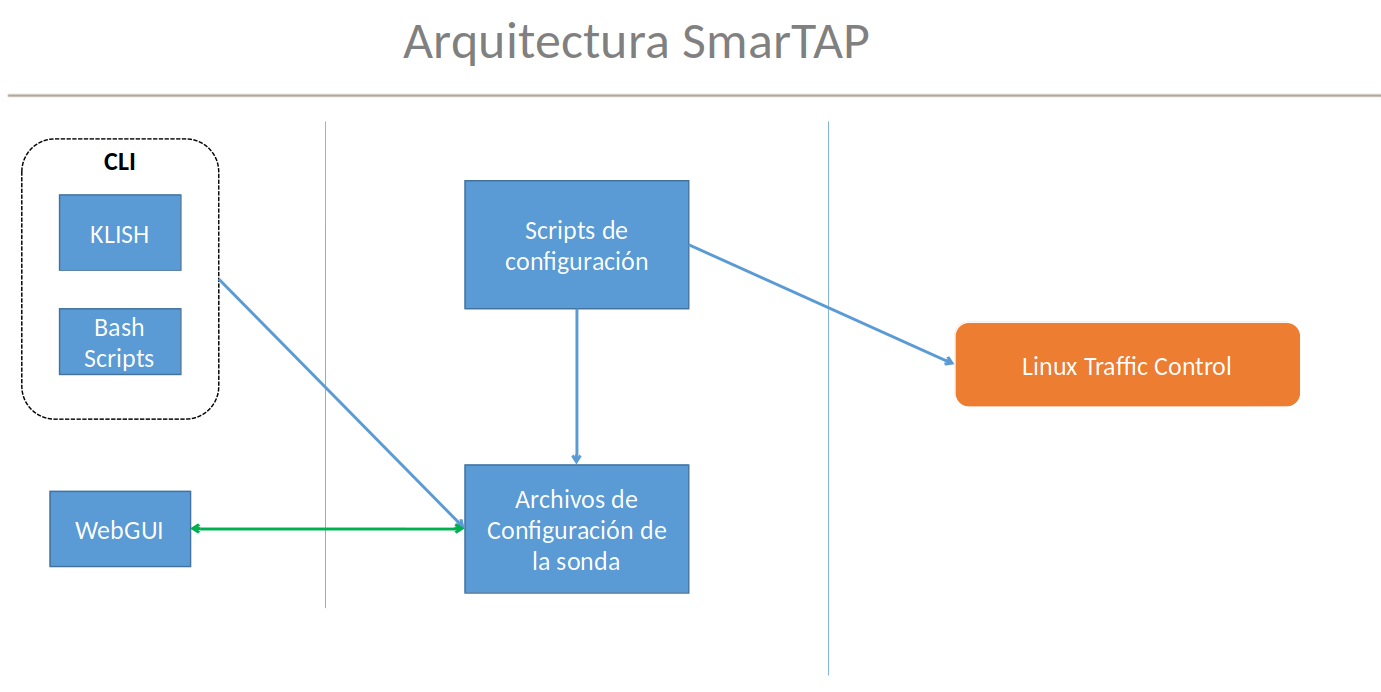 Arquitectura SmarTAP
CLI
KLISH
Bash
Scripts
WebGUI
Scripts de
configuración
Archivos de
Configuración de
la sonda
Linux Traffic Control